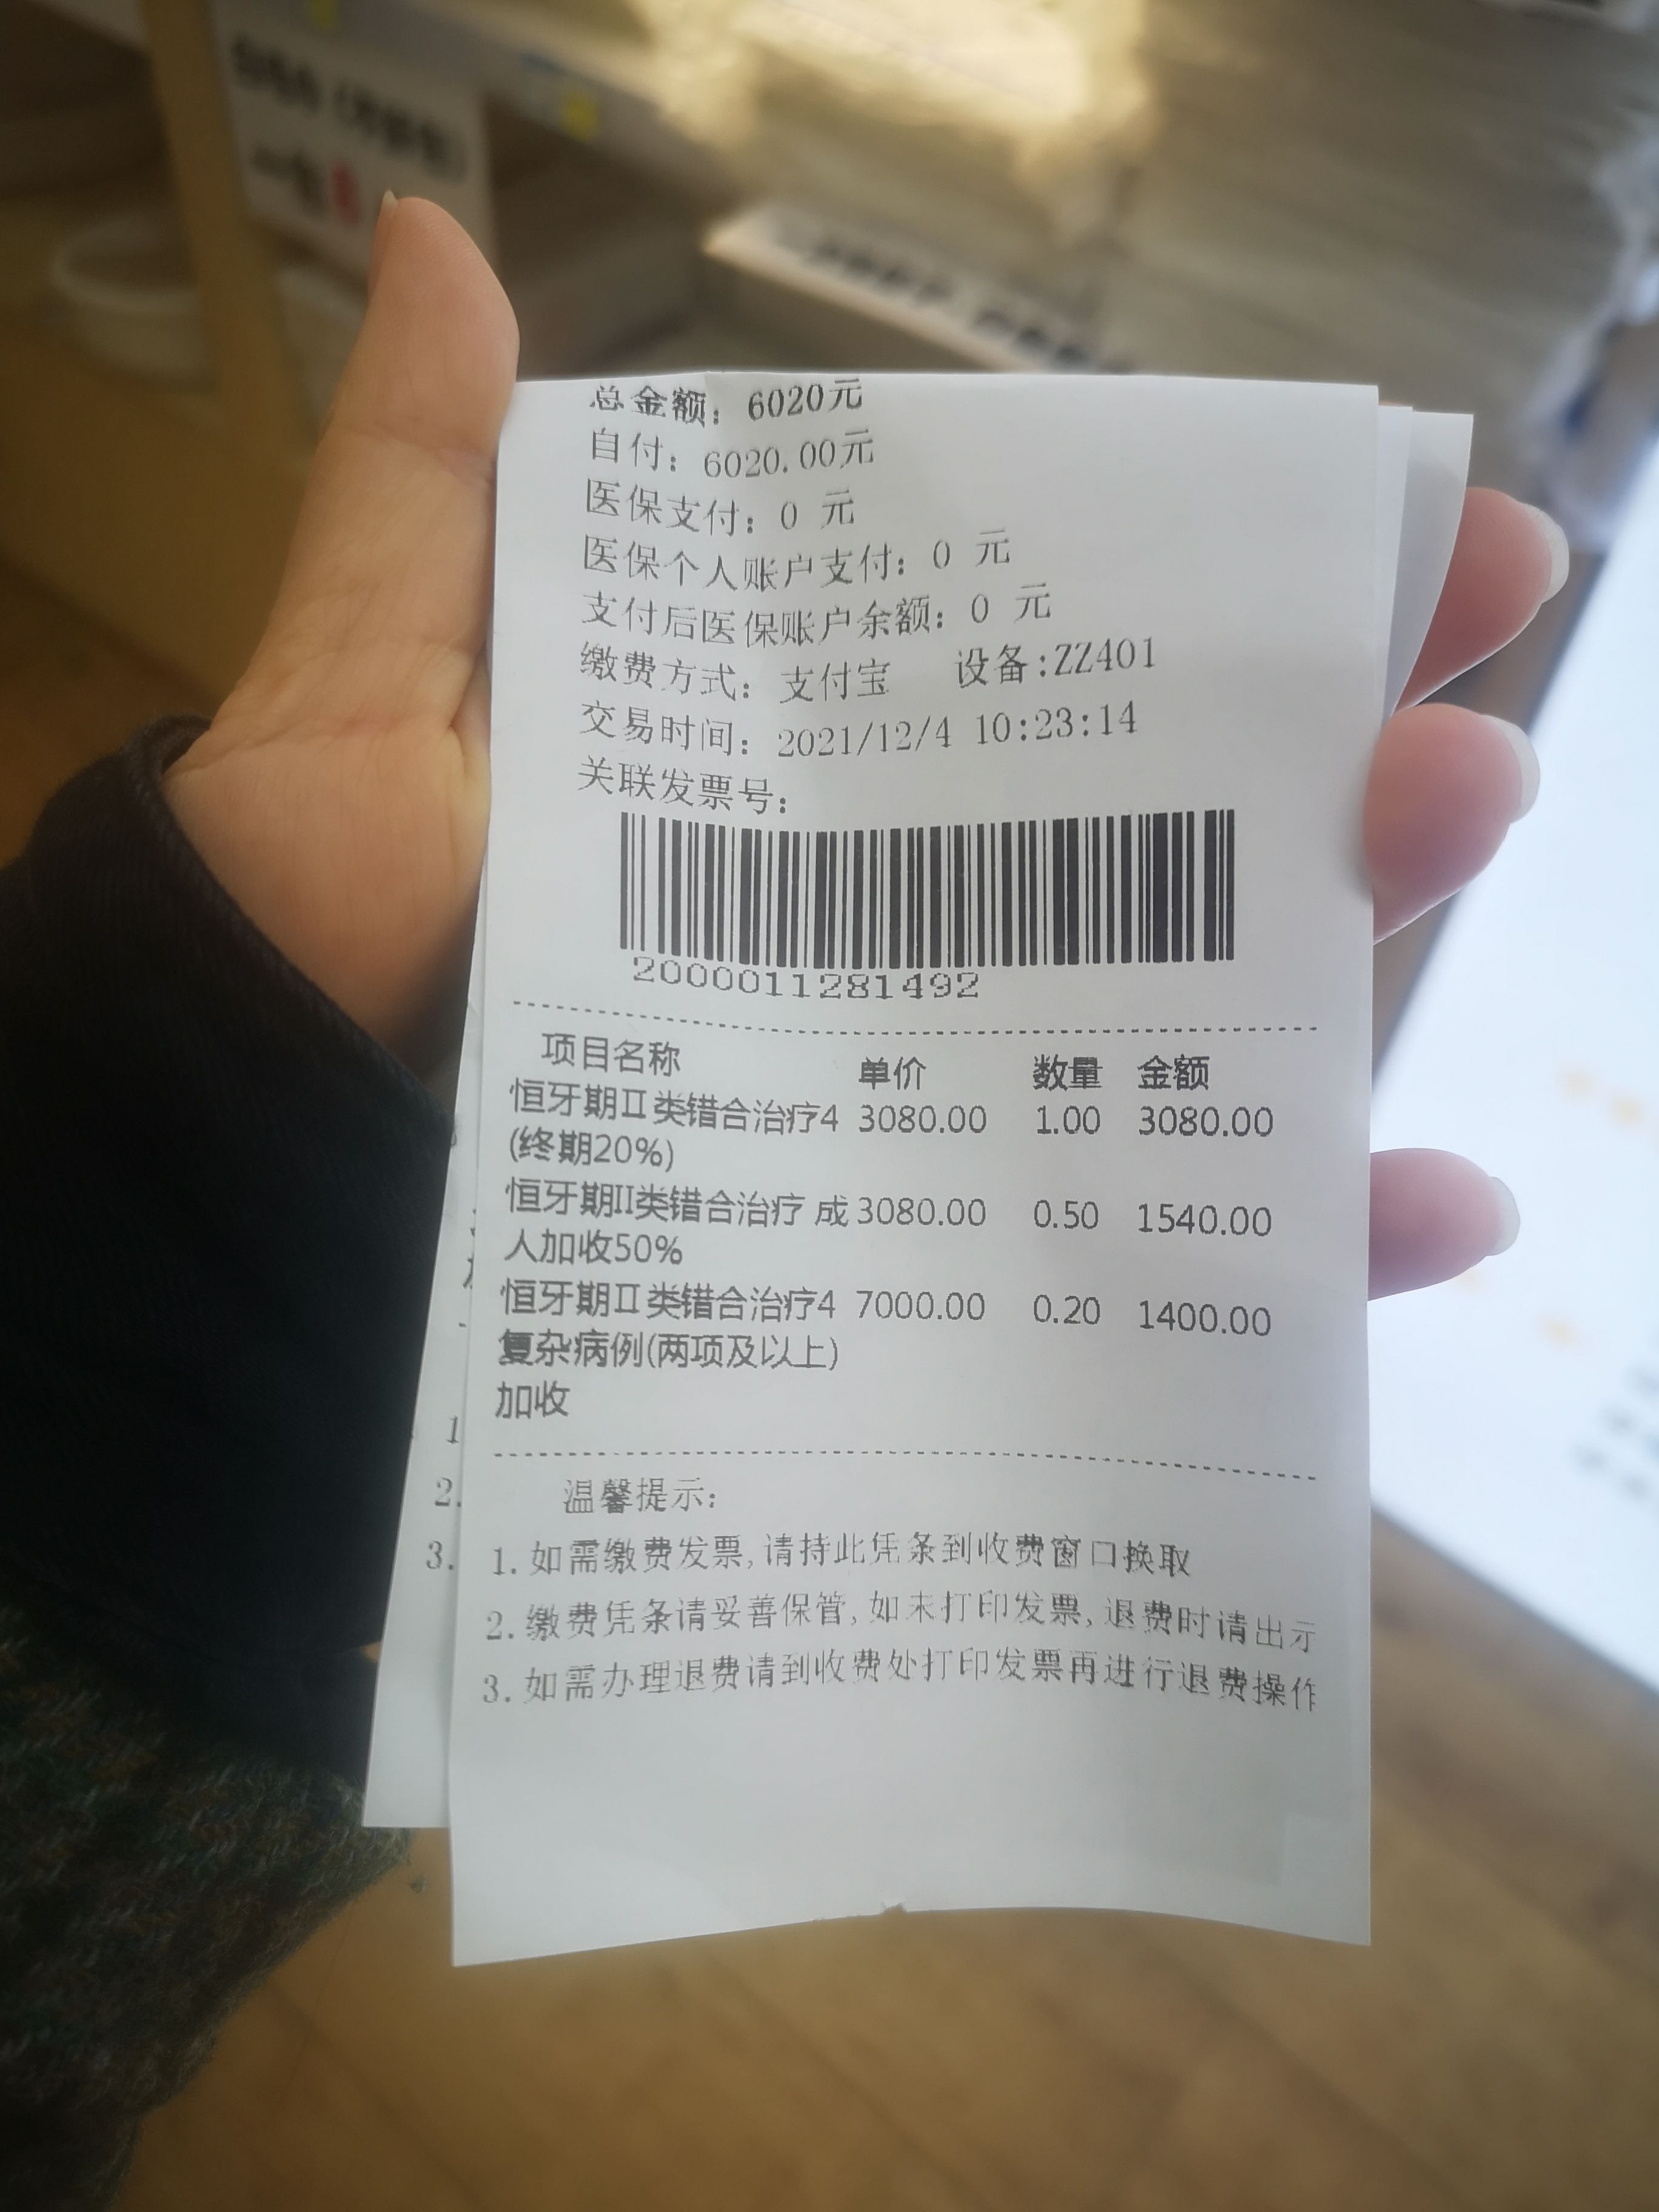 总金额：6020元
自付：6020.00元
医保支付：0 元
医保个人账户支付：0 元
支付后医保账户余额：0 元
缴费方式：支付宝 设备:ZZ401
交易时间：2021/12/4 10:23:14
关联发票号：
2000011281492
项目名称 单价 数量 金额
恒牙期Ⅱ类错合治疗4 3080.00 1.00 3080.00
(终期20%)
恒牙期II类错合治疗 成 3080.00 0.50 1540.00
人加收50%
恒牙期Ⅱ类错合治疗4 7000.00 0.20 1400.00
复杂病例(两项及以上)
加收
温馨提示：
1.如需缴费发票,请持此凭条到收费窗口换取
2.缴费凭条请妥善保管,如未打印发票,退费时请出示
3.如需办理退费请到收费处打印发票再进行退费操作
1
2.
3.